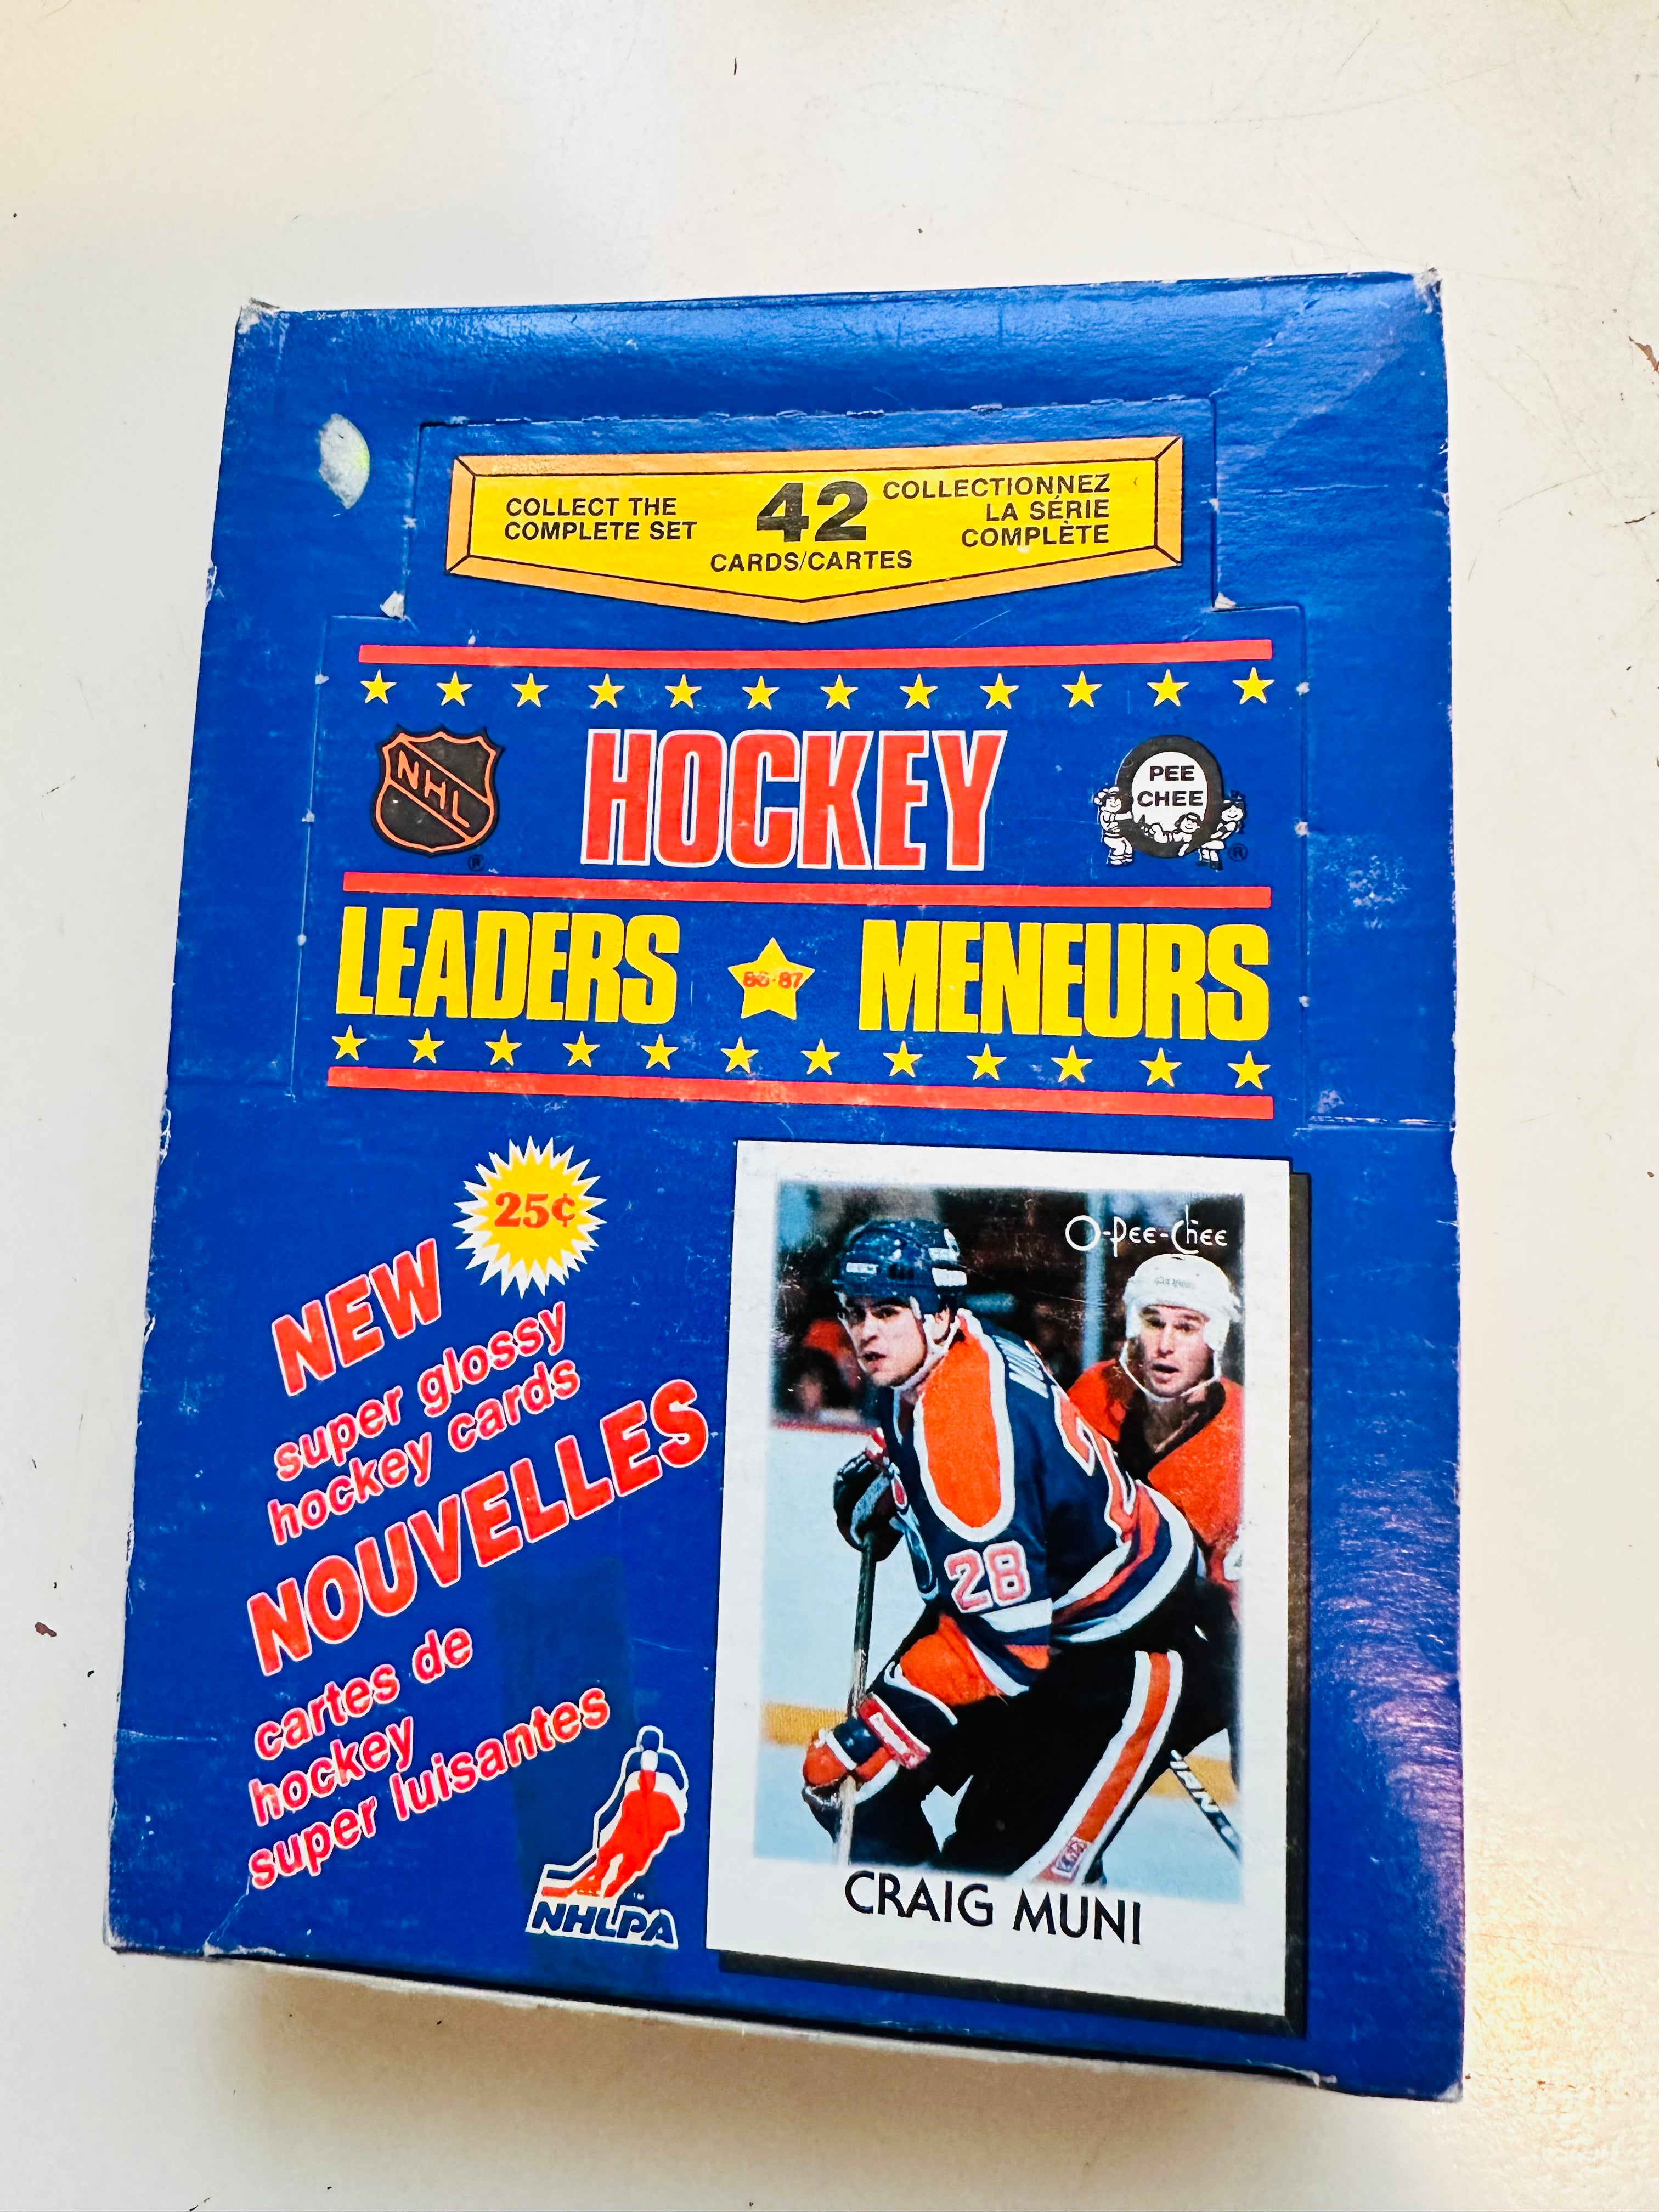 COLLECT THE
COMPLETE SET
42
CARDS/CARTES
COLLECTIONNEZ
LA SÉRIE
COMPLÈTE
NHL
HOCKEY
PEE
CHEE
LEADERS
86-87
MENEURS
25¢
NEW
super glossy
hockey cards
NOUVELLES
cartes de
hockey
super luisantes
NHLPA
O-Pee-Chee
28
CRAIG MUNI